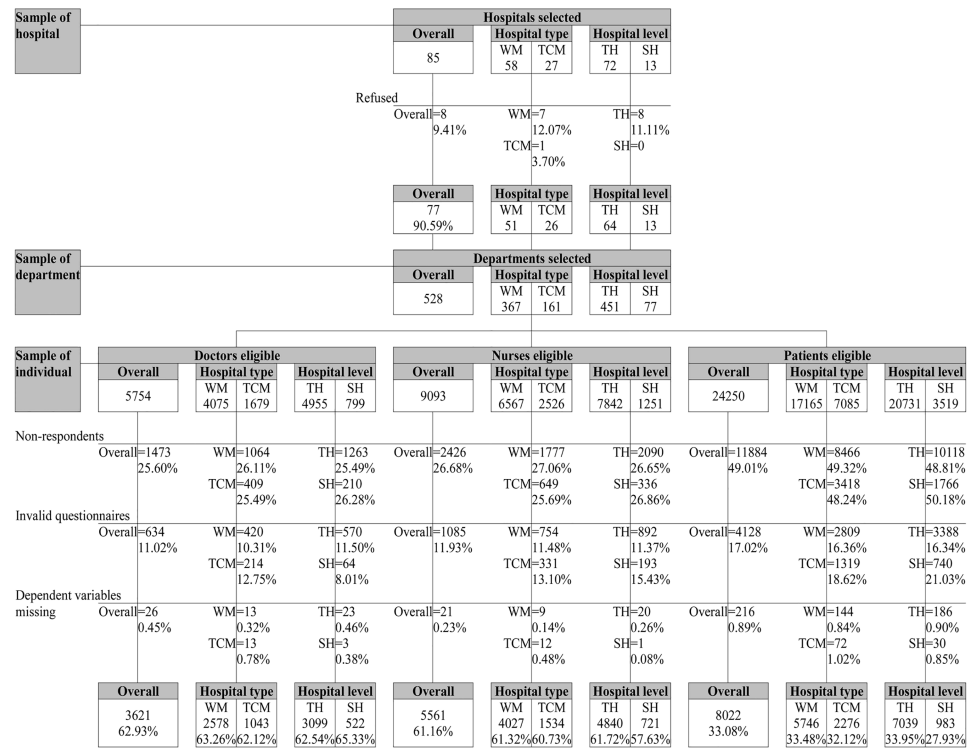 Sample of hospital
Hospitals selected
Overall Hospital type Hospital level
85
WM TCM TH SH
58 27 72 13
Refused
Overall=8 WM=7 TH=8
9.41% 12.07% 11.11%
TCM=1 SH=0
3.70%
Overall Hospital type Hospital level
77 WM TCM TH SH
90.59% 51 26 64 13
Sample of department
Departments selected
Overall Hospital type Hospital level
528
WM TCM TH SH
367 161 451 77
Sample of individual
Doctors eligible Nurses eligible Patients eligible
Overall Hospital type Hospital level Overall Hospital type Hospital level Overall Hospital type Hospital level
5754 9093 24250
WM TCM TH SH WM TCM TH SH WM TCM TH SH
4075 1679 4955 799 6567 2526 7842 1251 17165 7085 20731 3519
Non-respondents
Overall=1473 WM=1064 TH=1263 Overall=2426 WM=1777 TH=2090 Overall=11884 WM=8466 TH=10118
25.60% 26.11% 25.49% 26.68% 27.06% 26.65% 49.01% 49.32% 48.81%
TCM=409 SH=210 TCM=649 SH=336 TCM=3418 SH=1766
25.49% 26.28% 25.69% 26.86% 48.24% 50.18%
Invalid questionnaires
Overall=634 WM=420 TH=570 Overall=1085 WM=754 TH=892 Overall=4128 WM=2809 TH=3388
11.02% 10.31% 11.50% 11.93% 11.48% 11.37% 17.02% 16.36% 16.34%
TCM=214 SH=64 TCM=331 SH=193 TCM=1319 SH=740
12.75% 8.01% 13.10% 15.43% 18.62% 21.03%
Dependent variables
missing Overall=26 WM=13 TH=23 Overall=21 WM=9 TH=20 Overall=216 WM=144 TH=186
0.45% 0.32% 0.46% 0.23% 0.14% 0.26% 0.89% 0.84% 0.90%
TCM=13 SH=3 TCM=12 SH=1 TCM=72 SH=30
0.78% 0.38% 0.48% 0.08% 1.02% 0.85%
Overall Hospital type Hospital level Overall Hospital type Hospital level Overall Hospital type Hospital level
WM TCM TH SH WM TCM TH SH WM TCM TH SH
3621 2578 1043 3099 522 5561 4027 1534 4840 721 8022 5746 2276 7039 983
62.93% 63.26% 62.12% 62.54% 65.33% 61.16% 61.32% 60.73% 61.72% 57.63% 33.08% 33.48% 32.12% 33.95% 27.93%